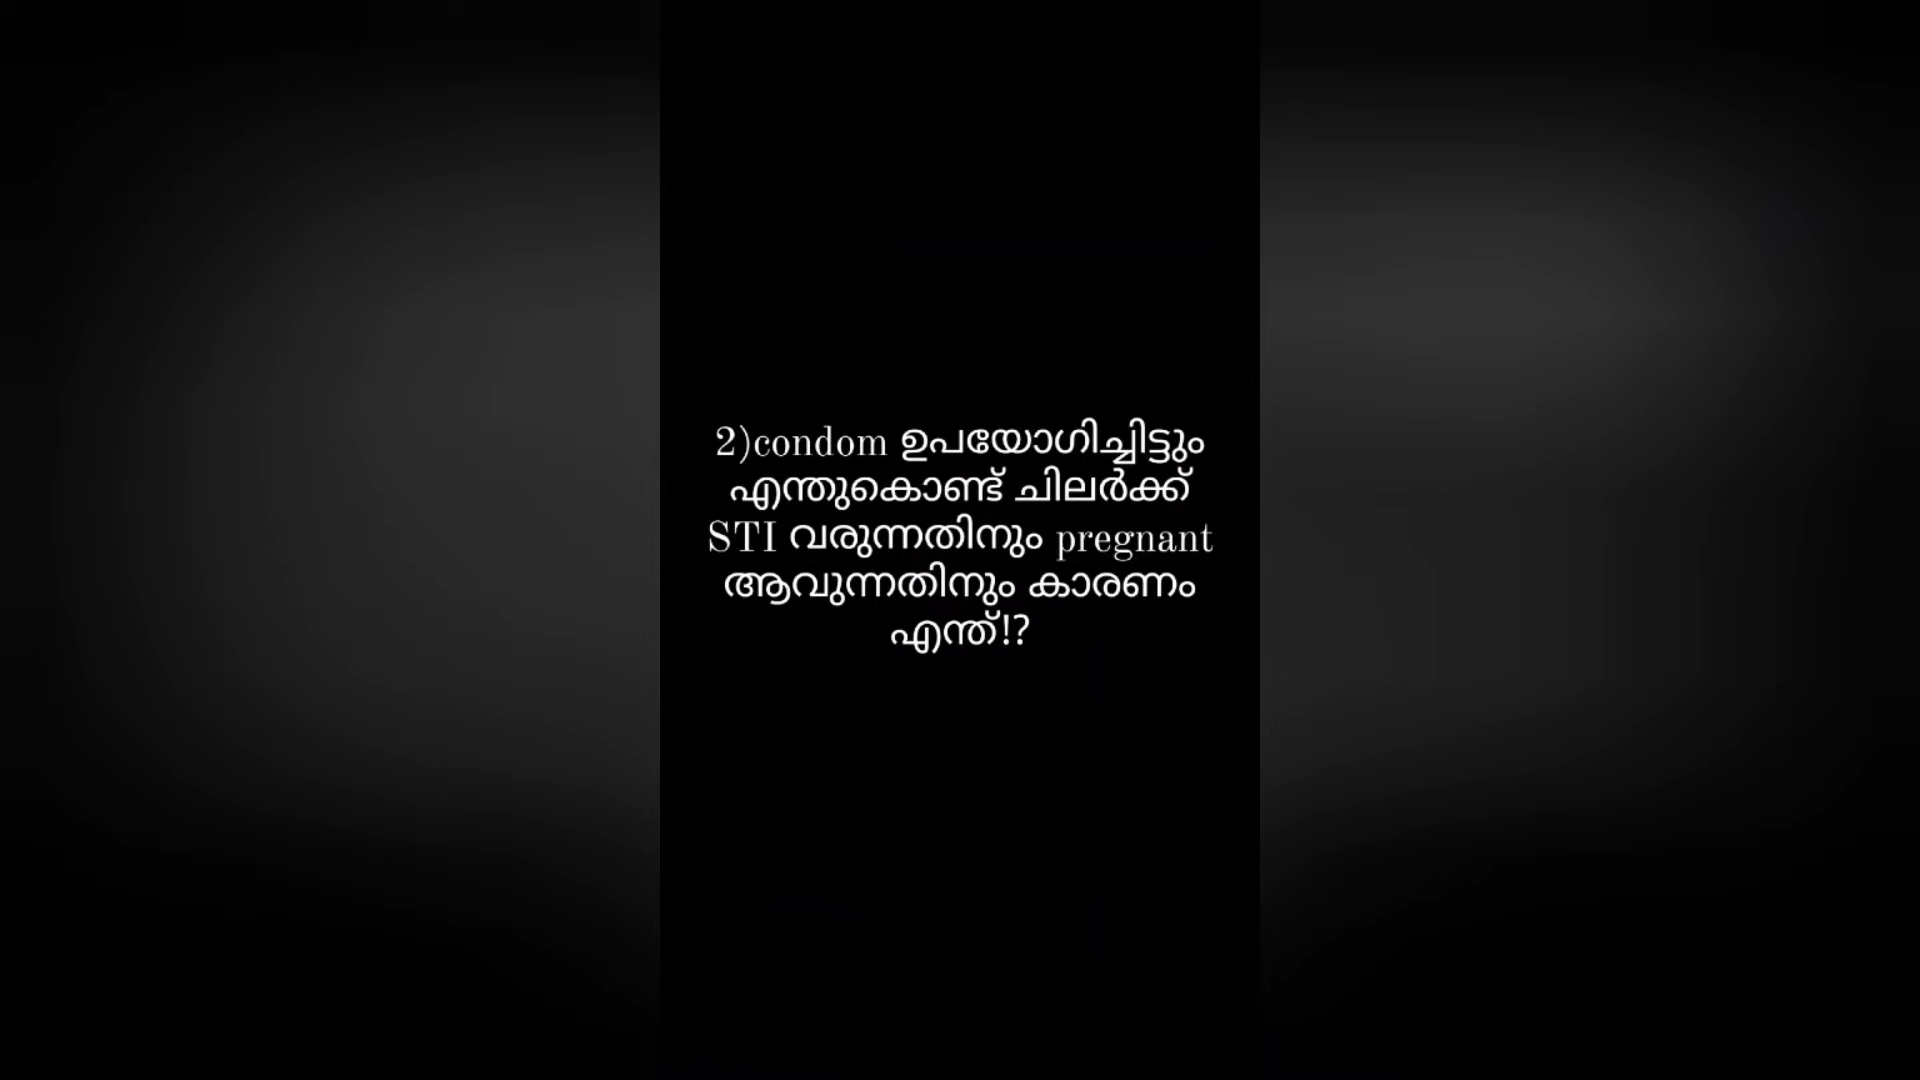 2)condom ഉപയോഗിച്ചിട്ടും
എന്തുകൊണ്ട് ചിലർക്ക്
STI വരുന്നതിനും pregnant
ആവുന്നതിനും കാരണം
എന്ത്!?